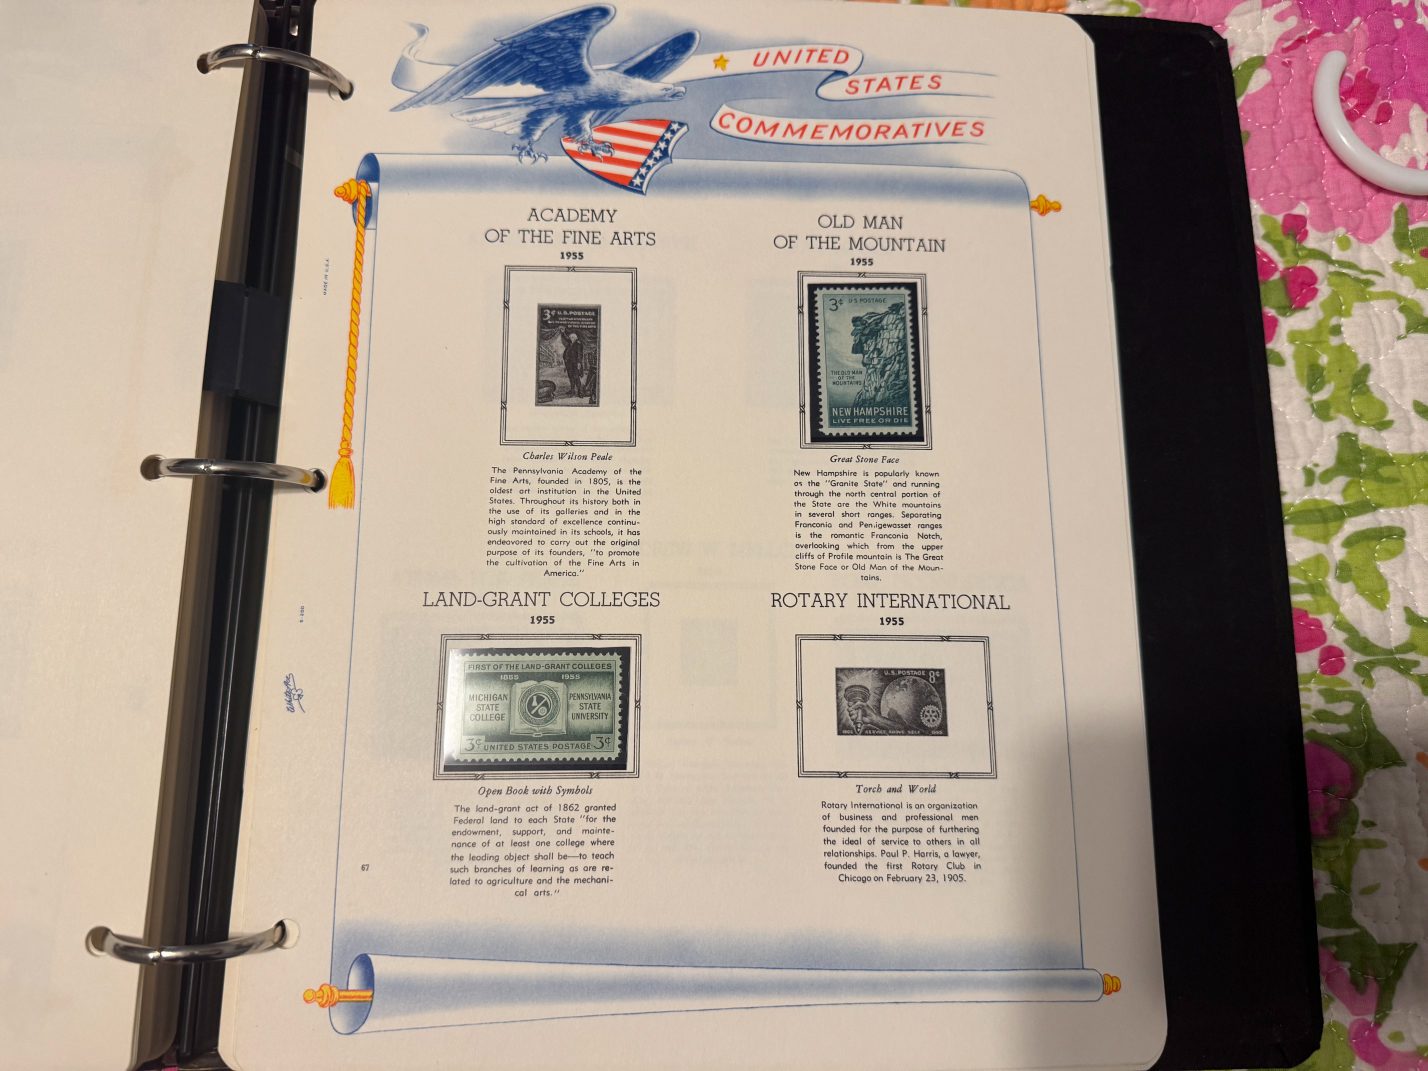 UNITED
STATES
COMMEMORATIVES
ACADEMY
OF THE FINE ARTS
1955
3¢ U.S. POSTAGE
Charles Wilson Peale
The Pennsylvania Academy of the
Fine Arts, founded in 1805, is the
oldest art institution in the United
States. Throughout its history both in
the use of its galleries and in the
high standard of excellence continu-
ously maintained in its schools, it has
endeavored to carry out the original
purpose of its founders, "to promote
the cultivation of the Fine Arts in
America."
OLD MAN
OF THE MOUNTAIN
1955
3¢ U.S. POSTAGE
THE OLD MAN
OF THE
MOUNTAINS
NEW HAMPSHIRE
LIVE FREE OR DIE
Great Stone Face
New Hampshire is popularly known
as the "Granite State" and running
through the north central portion of
the State are the White mountains
in several short ranges. Separating
Franconia and Pemigewasset ranges
is the romantic Franconia Notch,
overlooking which from the upper
cliffs of Profile mountain is The Great
Stone Face or Old Man of the Moun-
tains.
LAND-GRANT COLLEGES
1955
FIRST OF THE LAND-GRANT COLLEGES
1855 1955
MICHIGAN
STATE
COLLEGE
PENNSYLVANIA
STATE
UNIVERSITY
3¢ UNITED STATES POSTAGE 3¢
Open Book with Symbols
The land-grant act of 1862 granted
Federal land to each State "for the
endowment, support, and mainte-
nance of at least one college where
the leading object shall be—to teach
such branches of learning as are re-
lated to agriculture and the mechani-
cal arts."
ROTARY INTERNATIONAL
1955
U.S. POSTAGE 8¢
1905 SERVICE ABOVE SELF 1955
Torch and World
Rotary International is an organization
of business and professional men
founded for the purpose of furthering
the ideal of service to others in all
relationships. Paul P. Harris, a lawyer,
founded the first Rotary Club in
Chicago on February 23, 1905.
67